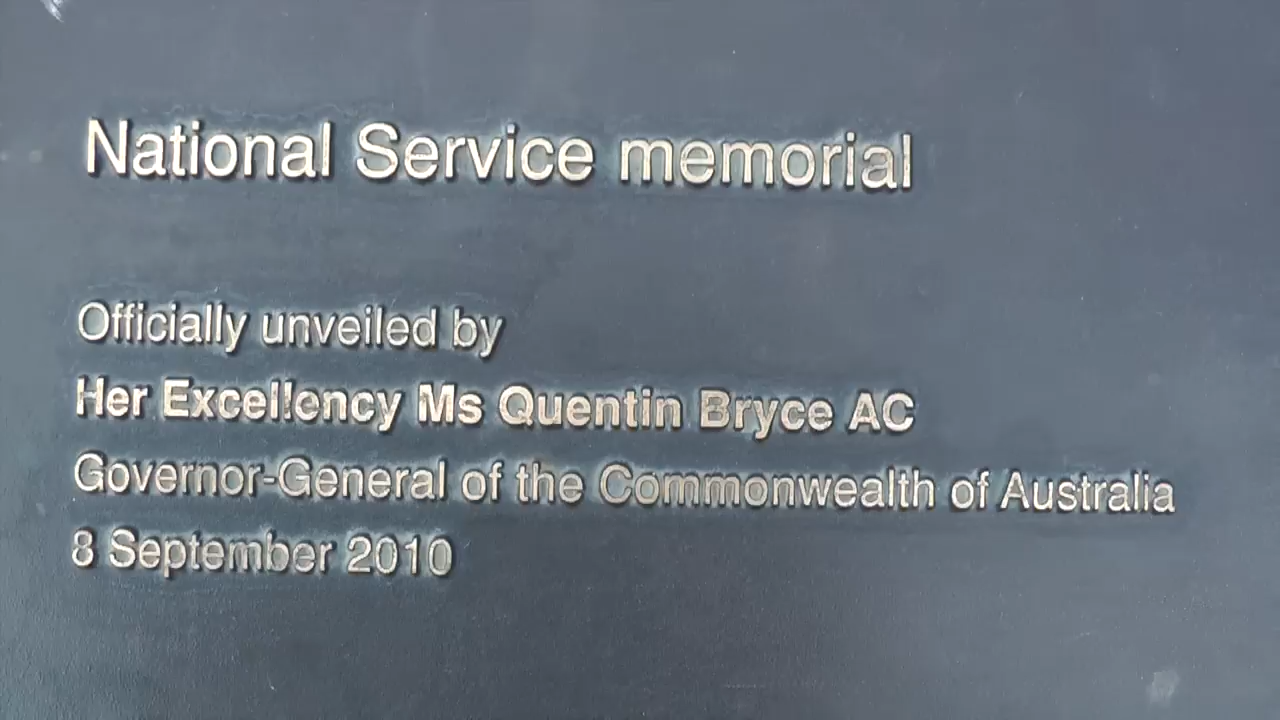 National Service memorial
Officially unveiled by
Her Excellency Ms Quentin Bryce AC
Governor-General of the Commonwealth of Australia
8 September 2010